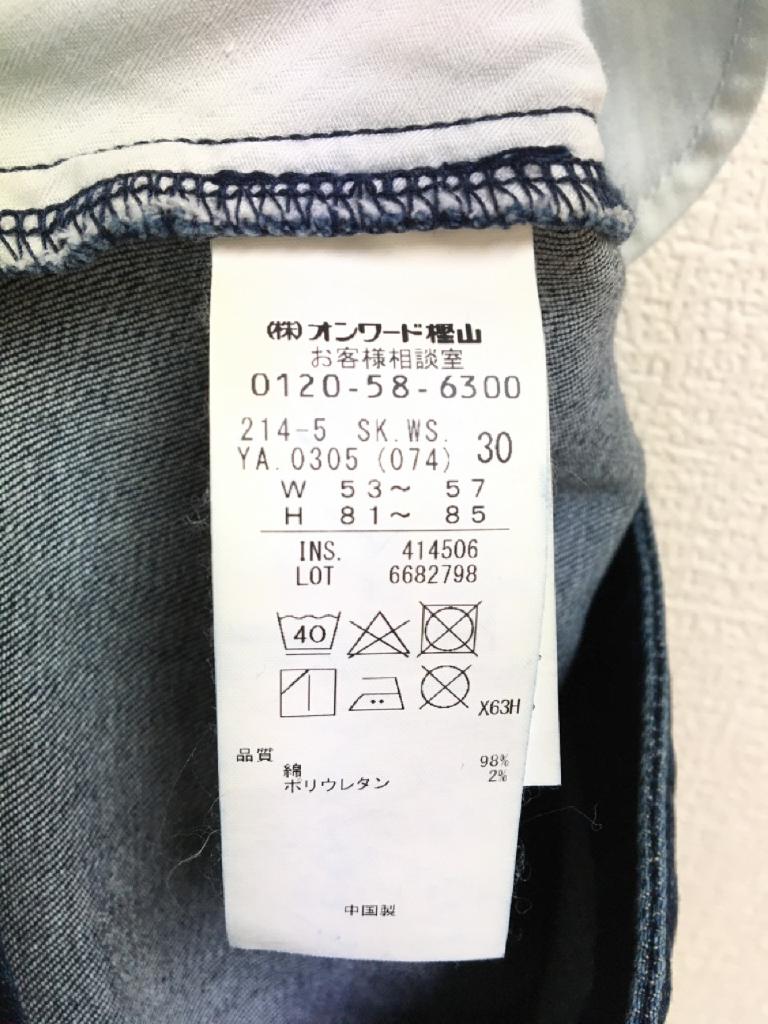 (株)オンワード樫山
お客様相談室
0120-58-6300
214-5 SK.WS. 30
YA.0305(074)
W 53～ 57
H 81～ 85
INS. 414506
LOT 6682798
40
X63H
品質
綿 98%
ポリウレタン 2%
中国製